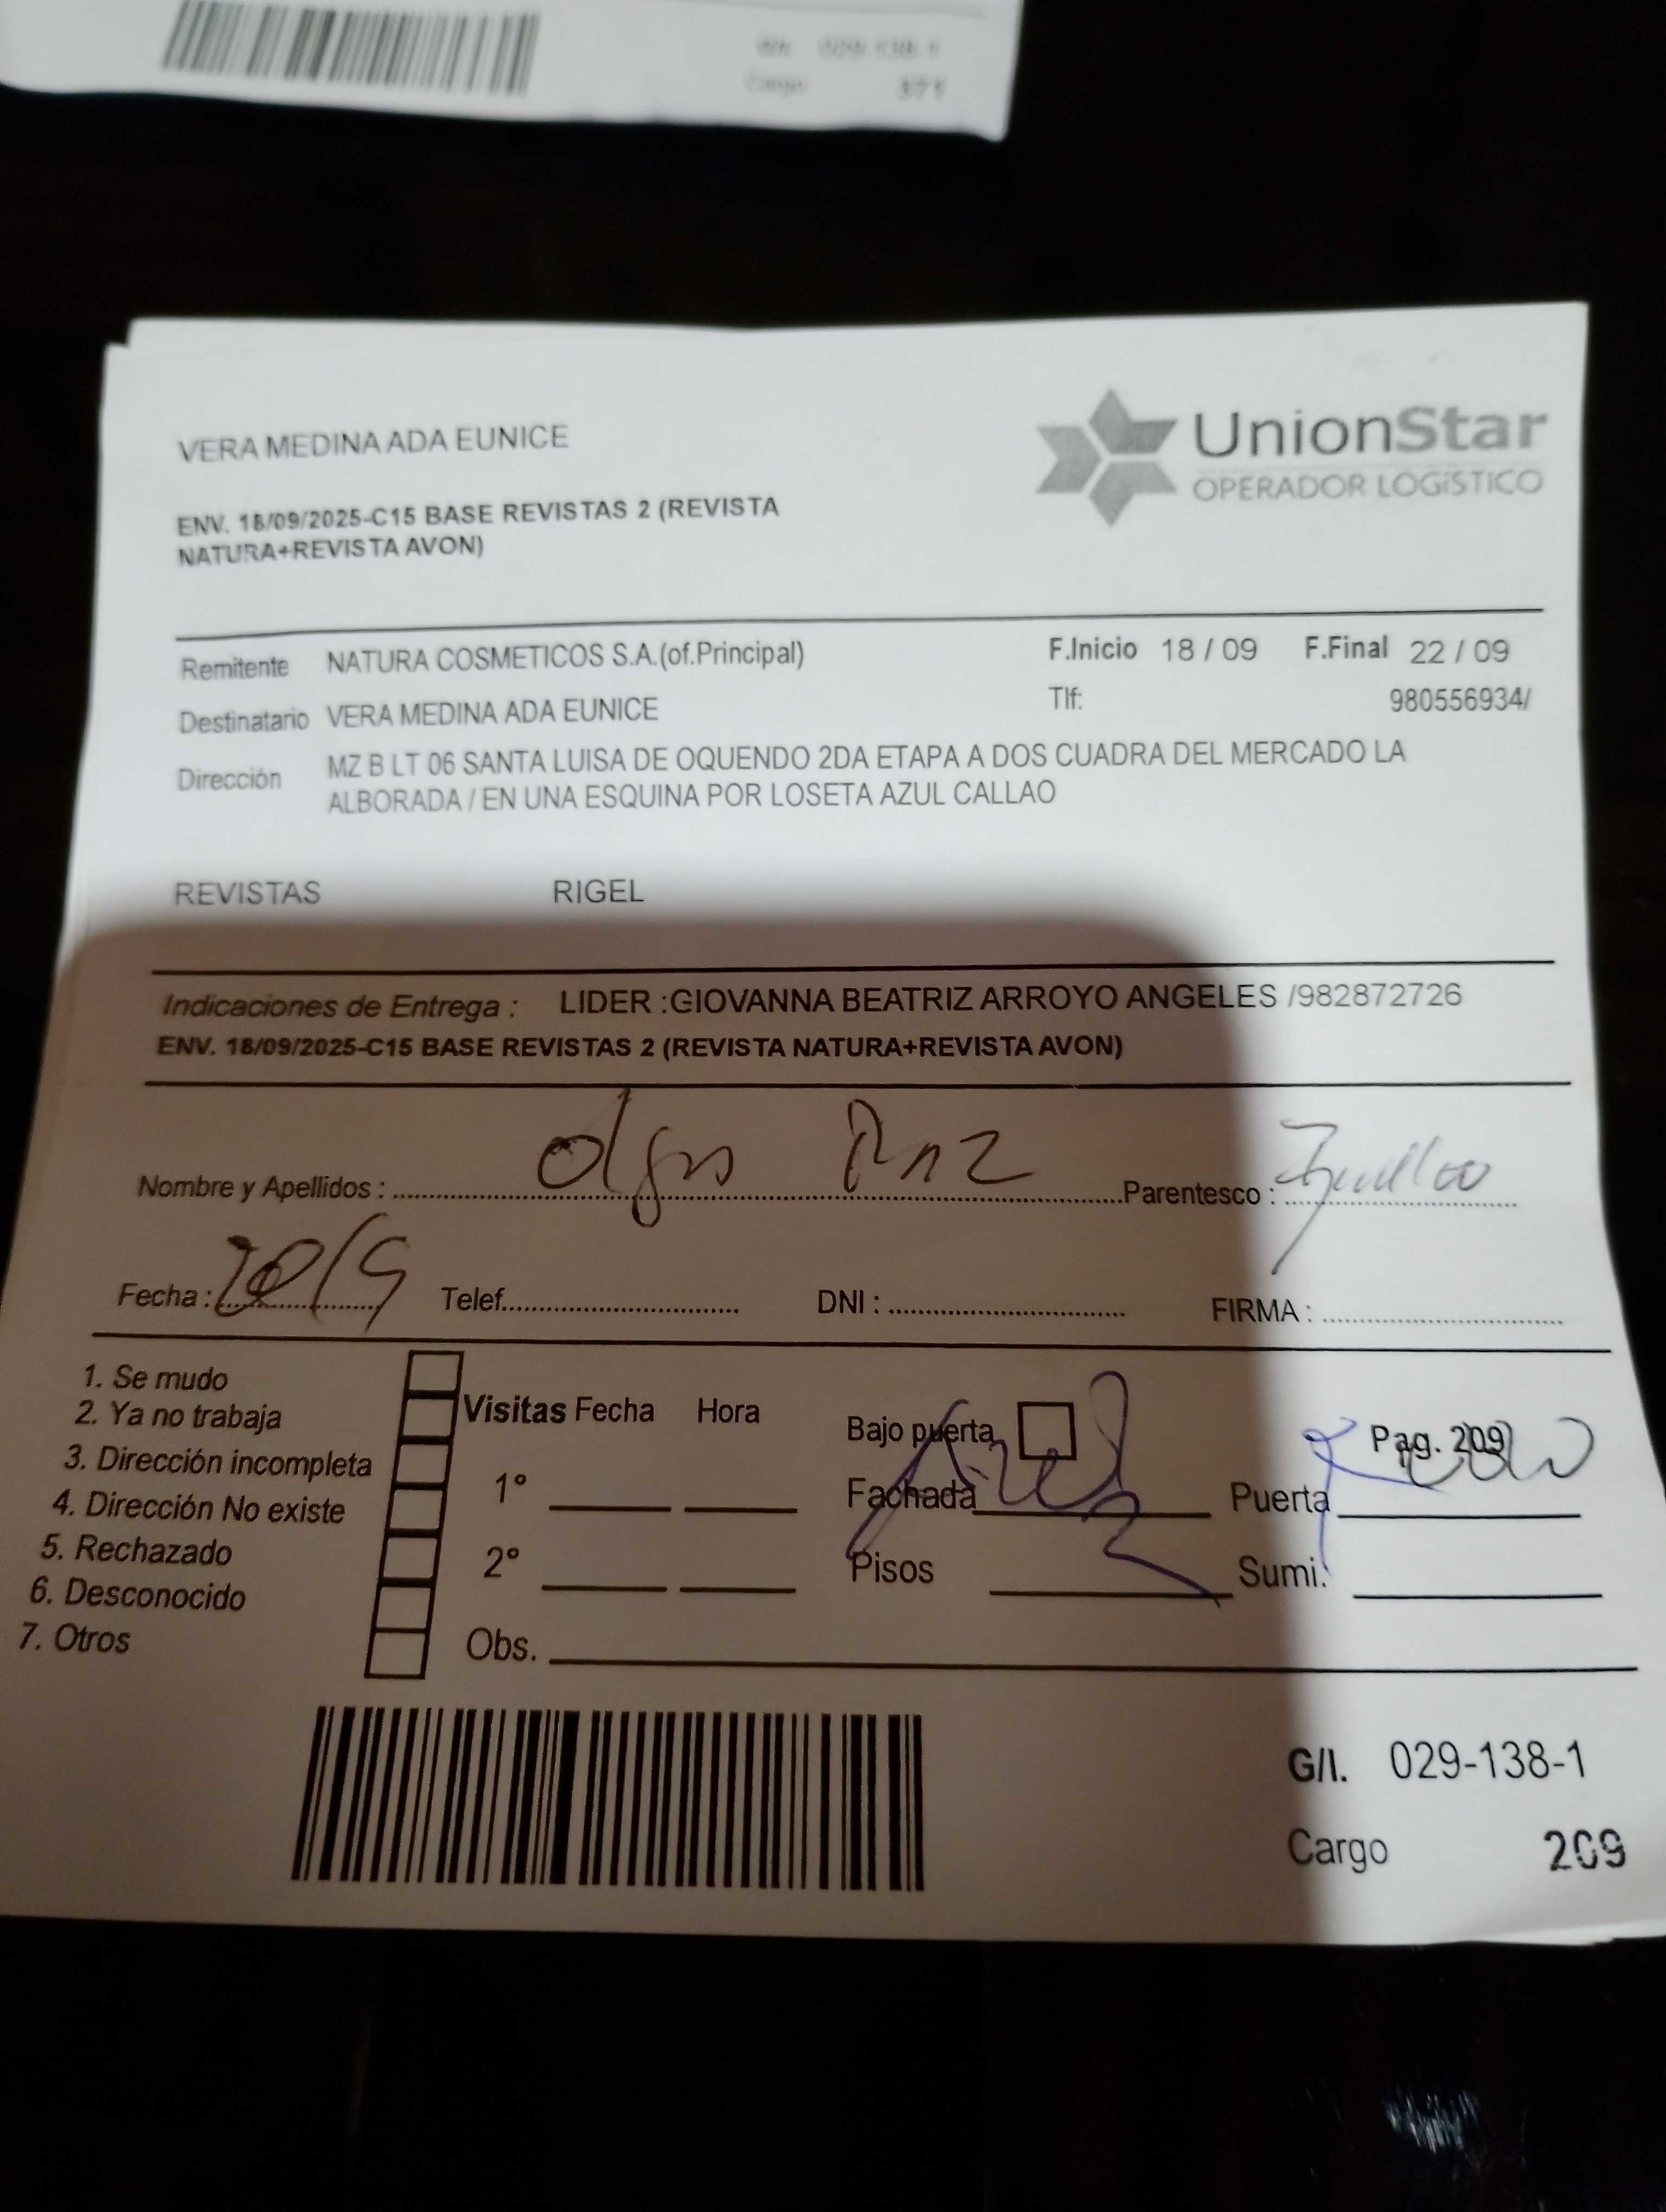 029-138-1
Cargo 371
VERA MEDINA ADA EUNICE
UnionStar
OPERADOR LOGÍSTICO
ENV. 18/09/2025-C15 BASE REVISTAS 2 (REVISTA
NATURA+REVISTA AVON)
Remitente NATURA COSMETICOS S.A.(of.Principal) F.Inicio 18 / 09 F.Final 22 / 09
Destinatario VERA MEDINA ADA EUNICE Tlf: 980556934/
Dirección MZ B LT 06 SANTA LUISA DE OQUENDO 2DA ETAPA A DOS CUADRA DEL MERCADO LA
ALBORADA / EN UNA ESQUINA POR LOSETA AZUL CALLAO
REVISTAS RIGEL
Indicaciones de Entrega : LIDER :GIOVANNA BEATRIZ ARROYO ANGELES /982872726
ENV. 18/09/2025-C15 BASE REVISTAS 2 (REVISTA NATURA+REVISTA AVON)
Nombre y Apellidos : Parentesco :
Fecha : 20/9 Telef. DNI : FIRMA :
1. Se mudo
2. Ya no trabaja
3. Dirección incompleta
4. Dirección No existe
5. Rechazado
6. Desconocido
7. Otros
Visitas Fecha Hora
1°
2°
Obs.
Bajo puerta Pag. 209
Fachada Puerta
Pisos Sumi.
G/I. 029-138-1
Cargo 209